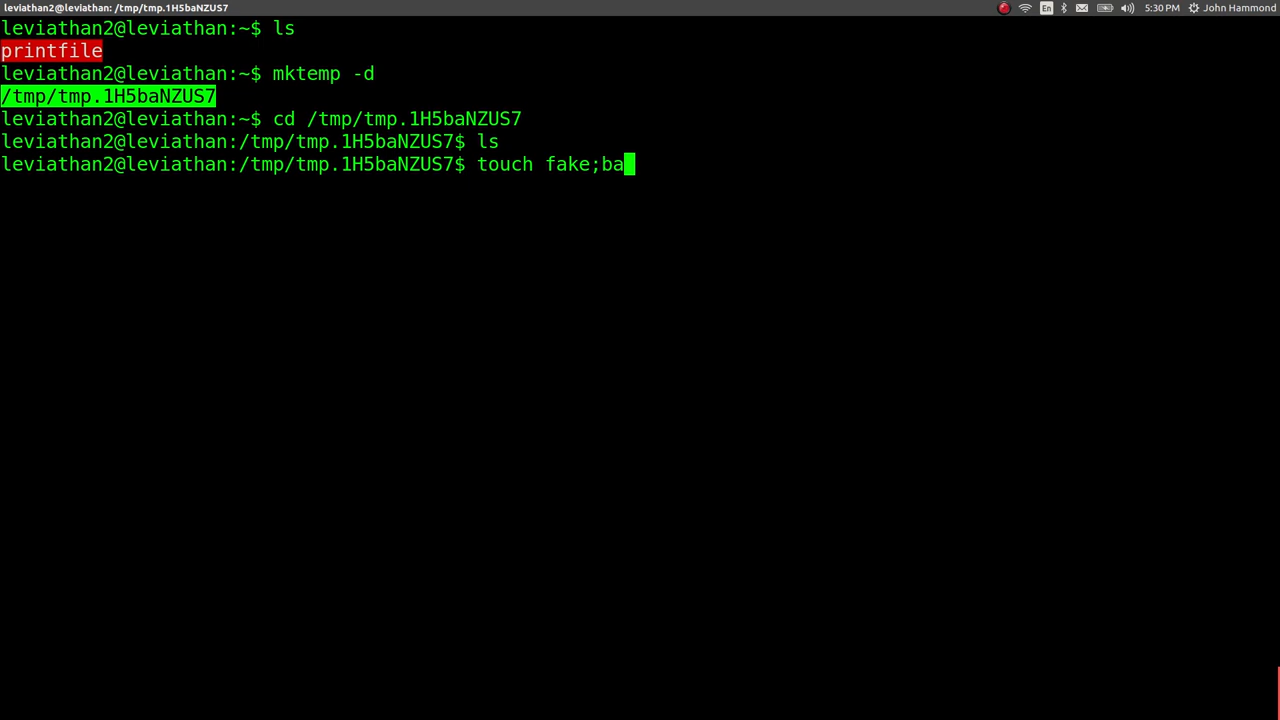 leviathan2@leviathan: /tmp/tmp.1H5baNZUS7
En
5:30 PM
John Hammond
leviathan2@leviathan:~$ ls
printfile
leviathan2@leviathan:~$ mktemp -d
/tmp/tmp.1H5baNZUS7
leviathan2@leviathan:~$ cd /tmp/tmp.1H5baNZUS7
leviathan2@leviathan:/tmp/tmp.1H5baNZUS7$ ls
leviathan2@leviathan:/tmp/tmp.1H5baNZUS7$ touch fake;ba